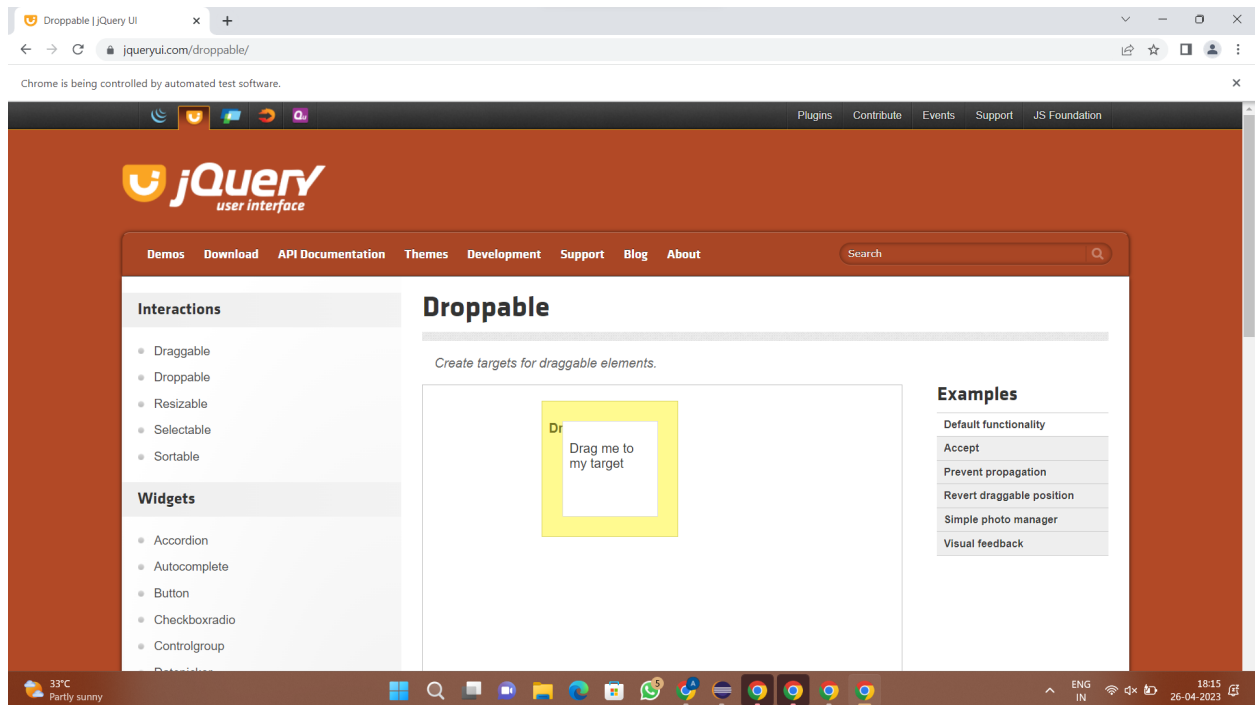 Droppable | jQuery UI
jqueryui.com/droppable/
Chrome is being controlled by automated test software.
Qu
Plugins Contribute Events Support JS Foundation
jQuery
user interface
Demos Download API Documentation Themes Development Support Blog About Search
Interactions
Draggable
Droppable
Resizable
Selectable
Sortable
Widgets
Accordion
Autocomplete
Button
Checkboxradio
Controlgroup
Droppable
Create targets for draggable elements.
Dr
Drag me to
my target
Examples
Default functionality
Accept
Prevent propagation
Revert draggable position
Simple photo manager
Visual feedback
33°C
Partly sunny
5
A
ENG
IN
18:15
26-04-2023